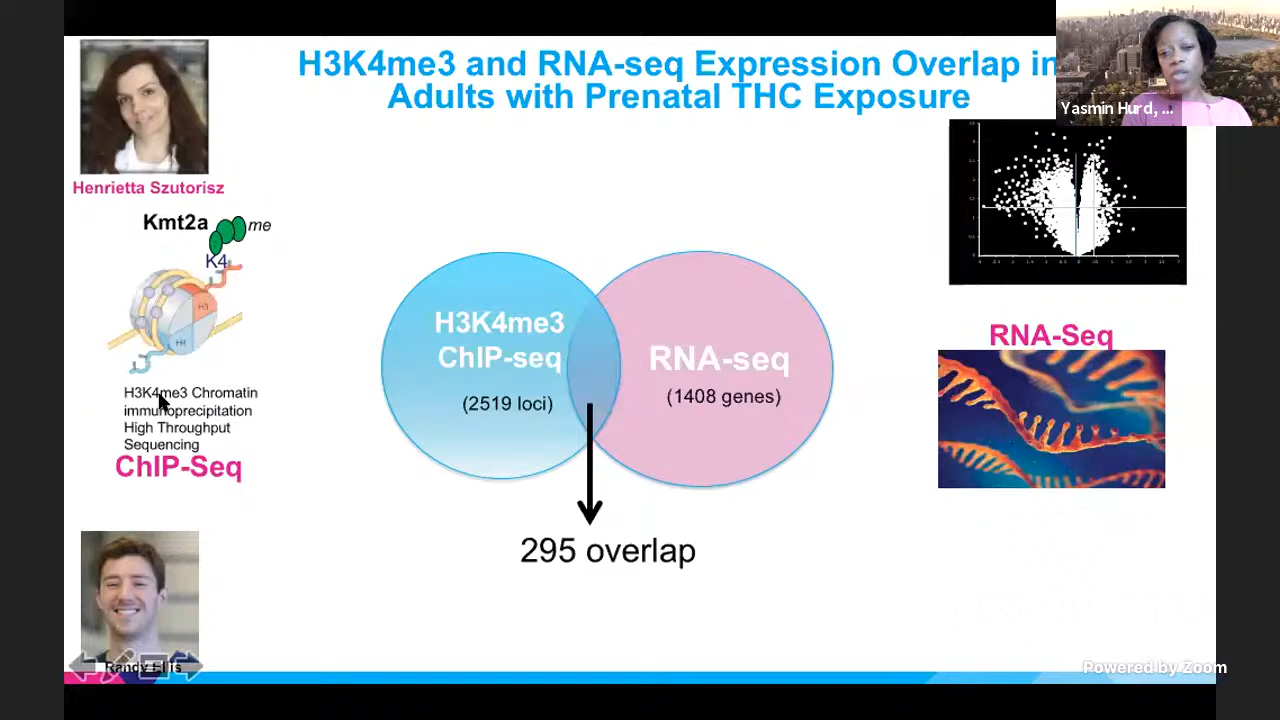 H3K4me3 and RNA-seq Expression Overlap in
Adults with Prenatal THC Exposure
Yasmin Hurd, ...
Henrietta Szutorisz
Kmt2a
me
K4
H3
H4
H3K4me3 Chromatin
immunoprecipitation
High Throughput
Sequencing
ChIP-Seq
H3K4me3
ChIP-seq
(2519 loci)
RNA-seq
(1408 genes)
295 overlap
RNA-Seq
Randy Ellis
Powered by Zoom